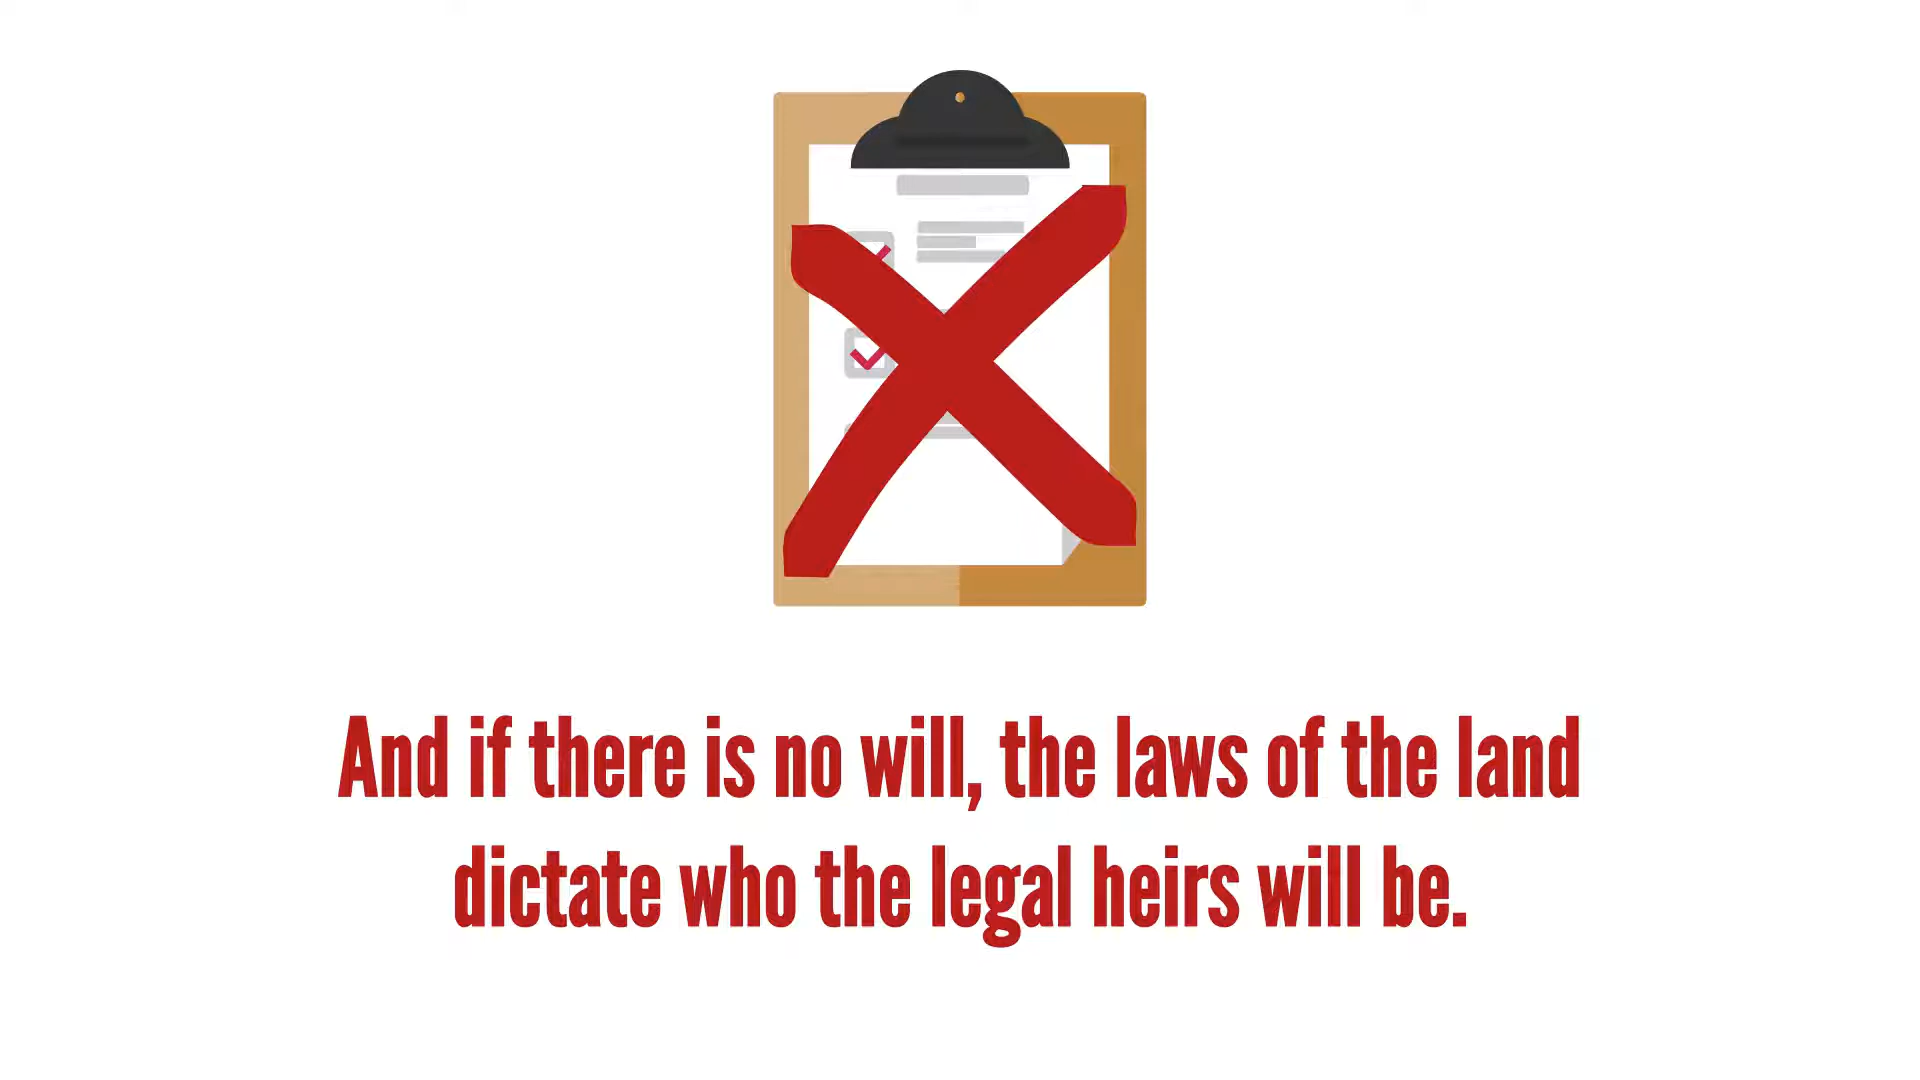 And if there is no will, the laws of the land
dictate who the legal heirs will be.